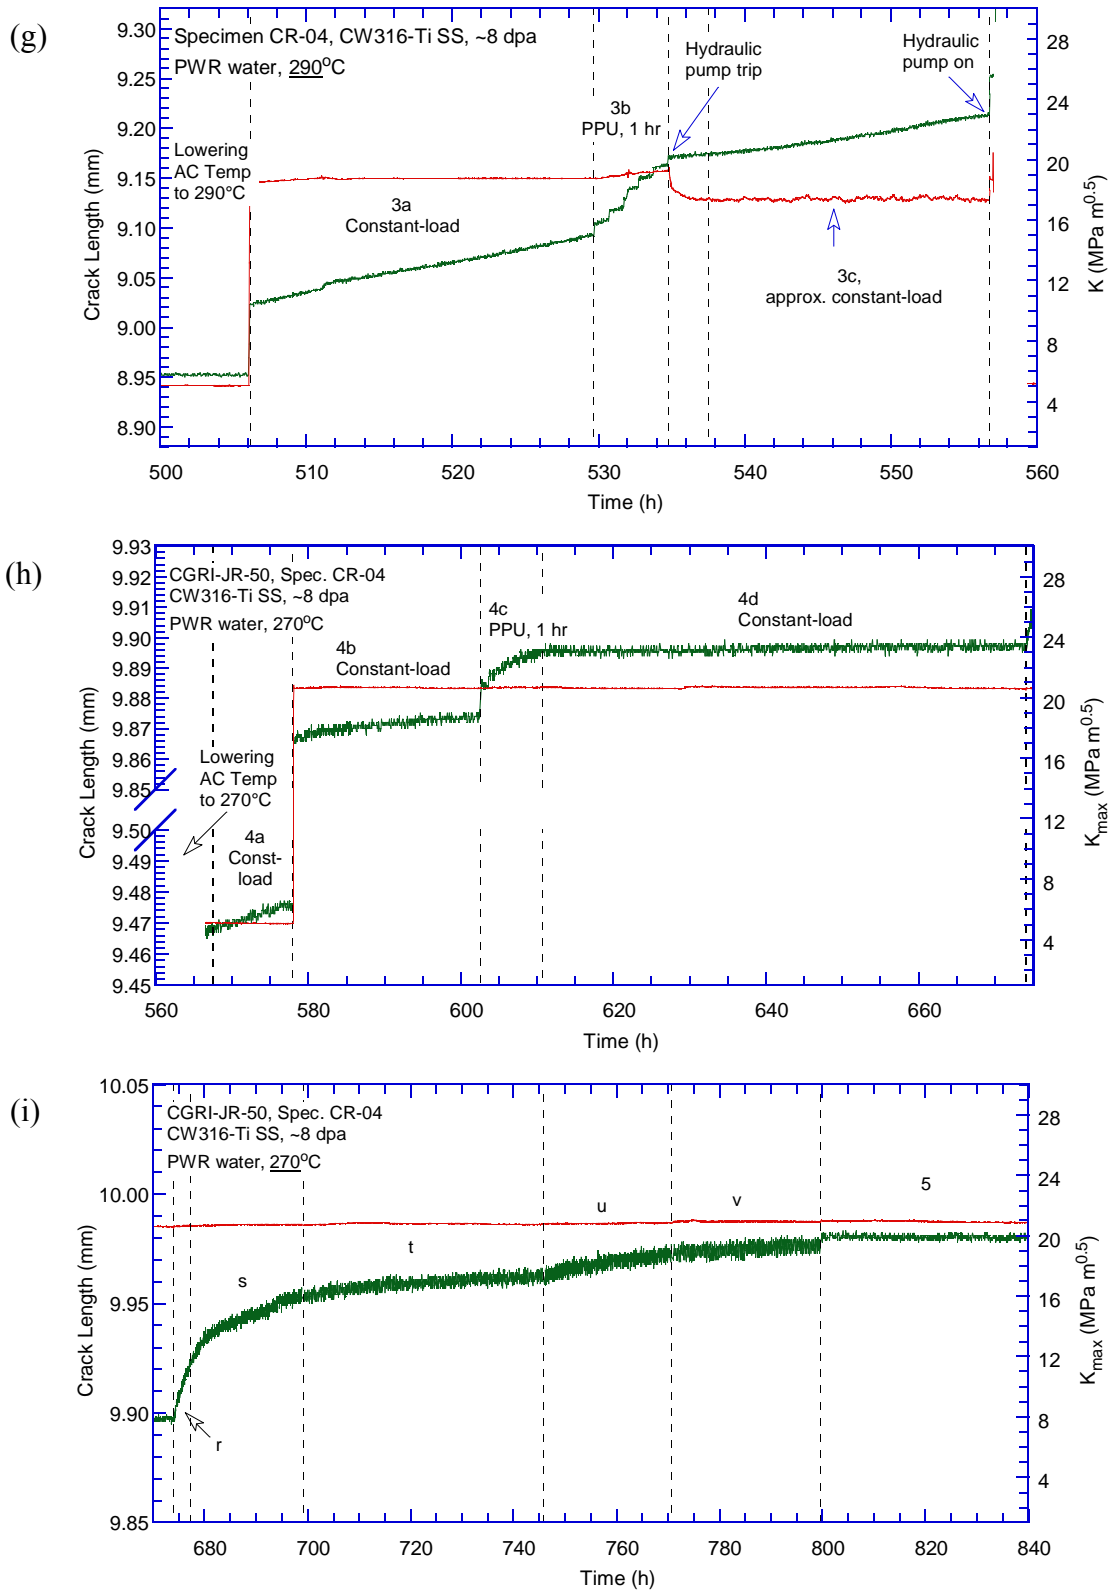 (g)
9.30
9.25
9.20
9.15
9.10
9.05
9.00
8.95
8.90
Crack Length (mm)
Specimen CR-04, CW316-Ti SS, ~8 dpa
PWR water, 290°C
Lowering
AC Temp
to 290°C
3a
Constant-load
3b
PPU, 1 hr
Hydraulic
pump trip
Hydraulic
pump on
3c,
approx. constant-load
28
24
20
16
12
8
4
K (MPa m0.5)
500
510
520
530
540
550
560
Time (h)
(h)
9.93
9.92
9.91
9.90
9.89
9.88
9.87
9.86
9.85
9.50
9.49
9.48
9.47
9.46
9.45
Crack Length (mm)
CGRI-JR-50, Spec. CR-04
CW316-Ti SS, ~8 dpa
PWR water, 270°C
Lowering
AC Temp
to 270°C
4a
Const-
load
4b
Constant-load
4c
PPU, 1 hr
4d
Constant-load
28
24
20
16
12
8
4
Kmax (MPa m0.5)
560
580
600
620
640
660
Time (h)
(i)
10.05
10.00
9.95
9.90
9.85
Crack Length (mm)
CGRI-JR-50, Spec. CR-04
CW316-Ti SS, ~8 dpa
PWR water, 270°C
r
s
t
u
v
5
28
24
20
16
12
8
4
Kmax (MPa m0.5)
680
700
720
740
760
780
800
820
840
Time (h)